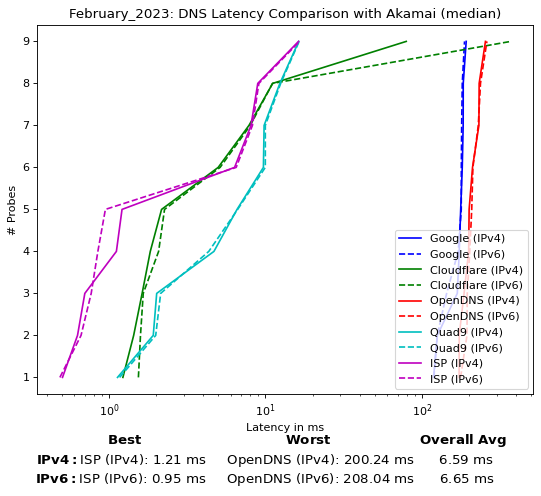 February_2023: DNS Latency Comparison with Akamai (median)
9
8
7
6
5
4
3
2
1
# Probes
Google (IPv4)
Google (IPv6)
Cloudflare (IPv4)
Cloudflare (IPv6)
OpenDNS (IPv4)
OpenDNS (IPv6)
Quad9 (IPv4)
Quad9 (IPv6)
ISP (IPv4)
ISP (IPv6)
10⁰ 10¹ 10²
Latency in ms
Best Worst Overall Avg
IPv4: ISP (IPv4): 1.21 ms OpenDNS (IPv4): 200.24 ms 6.59 ms
IPv6: ISP (IPv6): 0.95 ms OpenDNS (IPv6): 208.04 ms 6.65 ms